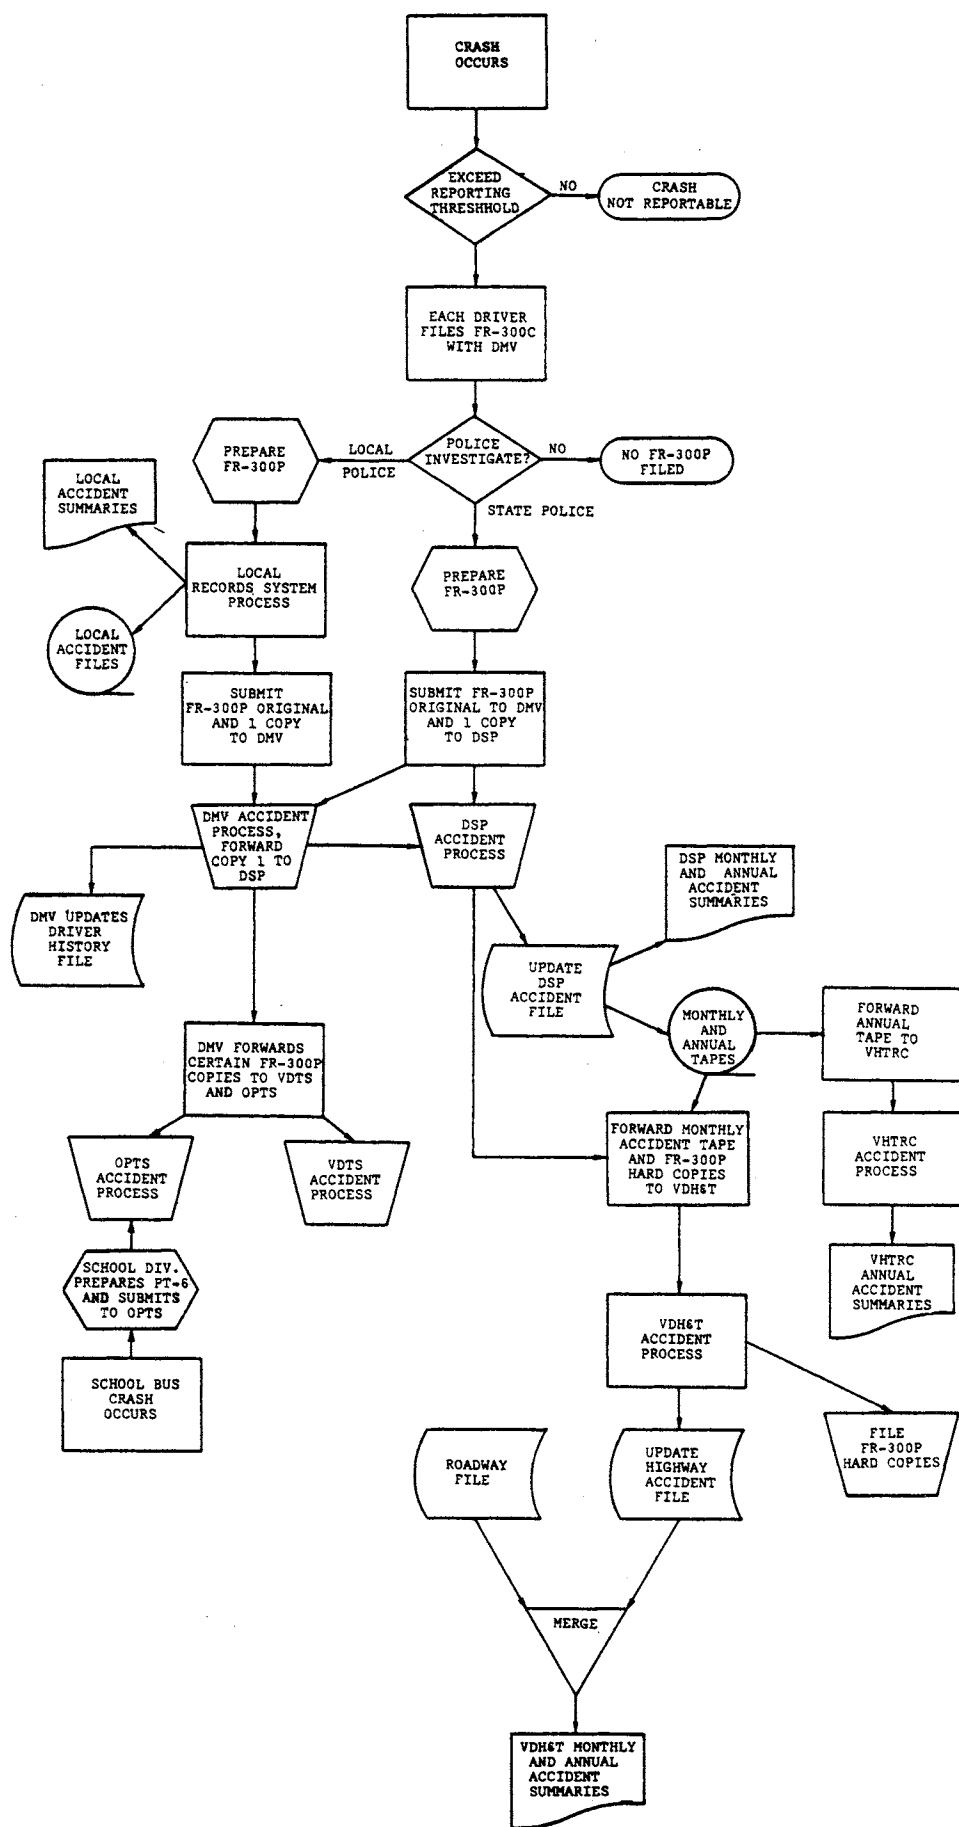 CRASH
OCCURS
EXCEED
REPORTING
THRESHHOLD
NO
CRASH
NOT REPORTABLE
EACH DRIVER
FILES FR-300C
WITH DMV
PREPARE
FR-300P
LOCAL
POLICE
POLICE
INVESTIGATE?
NO
NO FR-300P
FILED
STATE POLICE
LOCAL
ACCIDENT
SUMMARIES
LOCAL
RECORDS SYSTEM
PROCESS
PREPARE
FR-300P
LOCAL
ACCIDENT
FILES
SUBMIT
FR-300P ORIGINAL
AND 1 COPY
TO DMV
SUBMIT FR-300P
ORIGINAL TO DMV
AND 1 COPY
TO DSP
DMV ACCIDENT
PROCESS,
FORWARD
COPY 1 TO
DSP
DSP
ACCIDENT
PROCESS
DSP MONTHLY
AND ANNUAL
ACCIDENT
SUMMARIES
DMV UPDATES
DRIVER
HISTORY
FILE
UPDATE
DSP
ACCIDENT
FILE
MONTHLY
AND
ANNUAL
TAPES
FORWARD
ANNUAL
TAPE TO
VHTRC
DMV FORWARDS
CERTAIN FR-300P
COPIES TO VDTS
AND OPTS
OPTS
ACCIDENT
PROCESS
VDTS
ACCIDENT
PROCESS
FORWARD MONTHLY
ACCIDENT TAPE
AND FR-300P
HARD COPIES
TO VDH&T
VHTRC
ACCIDENT
PROCESS
SCHOOL DIV.
PREPARES PT-6
AND SUBMITS
TO OPTS
VHTRC
ANNUAL
ACCIDENT
SUMMARIES
VDH&T
ACCIDENT
PROCESS
SCHOOL BUS
CRASH
OCCURS
FILE
FR-300P
HARD COPIES
ROADWAY
FILE
UPDATE
HIGHWAY
ACCIDENT
FILE
MERGE
VDH&T MONTHLY
AND ANNUAL
ACCIDENT
SUMMARIES